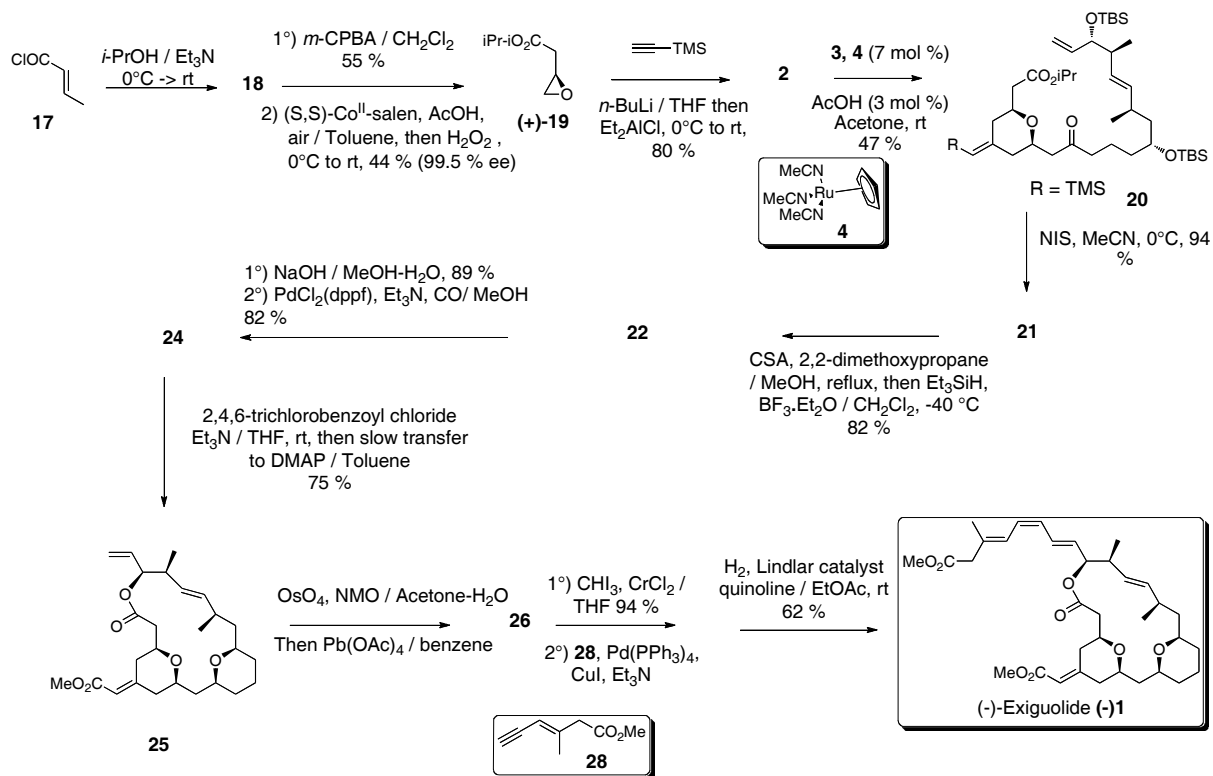 ClOC
17
i-PrOH / Et3N
0°C -> rt
18
1°) m-CPBA / CH2Cl2
55 %
2) (S,S)-CoII-salen, AcOH,
air / Toluene, then H2O2 ,
0°C to rt, 44 % (99.5 % ee)
iPr-iO2C
O
(+)-19
TMS
n-BuLi / THF then
Et2AlCl, 0°C to rt,
80 %
2
3, 4 (7 mol %)
AcOH (3 mol %)
Acetone, rt
47 %
MeCN
MeCN
MeCN
Ru
4
OTBS
CO2iPr
O
O
R
OTBS
R = TMS
20
NIS, MeCN, 0°C, 94
%
21
CSA, 2,2-dimethoxypropane
/ MeOH, reflux, then Et3SiH,
BF3.Et2O / CH2Cl2, -40 °C
82 %
22
1°) NaOH / MeOH-H2O, 89 %
2°) PdCl2(dppf), Et3N, CO/ MeOH
82 %
24
2,4,6-trichlorobenzoyl chloride
Et3N / THF, rt, then slow transfer
to DMAP / Toluene
75 %
O
O
O
O
MeO2C
25
OsO4, NMO / Acetone-H2O
Then Pb(OAc)4 / benzene
26
1°) CHI3, CrCl2 /
THF 94 %
2°) 28, Pd(PPh3)4,
CuI, Et3N
CO2Me
28
H2, Lindlar catalyst
quinoline / EtOAc, rt
62 %
MeO2C
O
O
O
O
MeO2C
(-)-Exiguolide (-)1